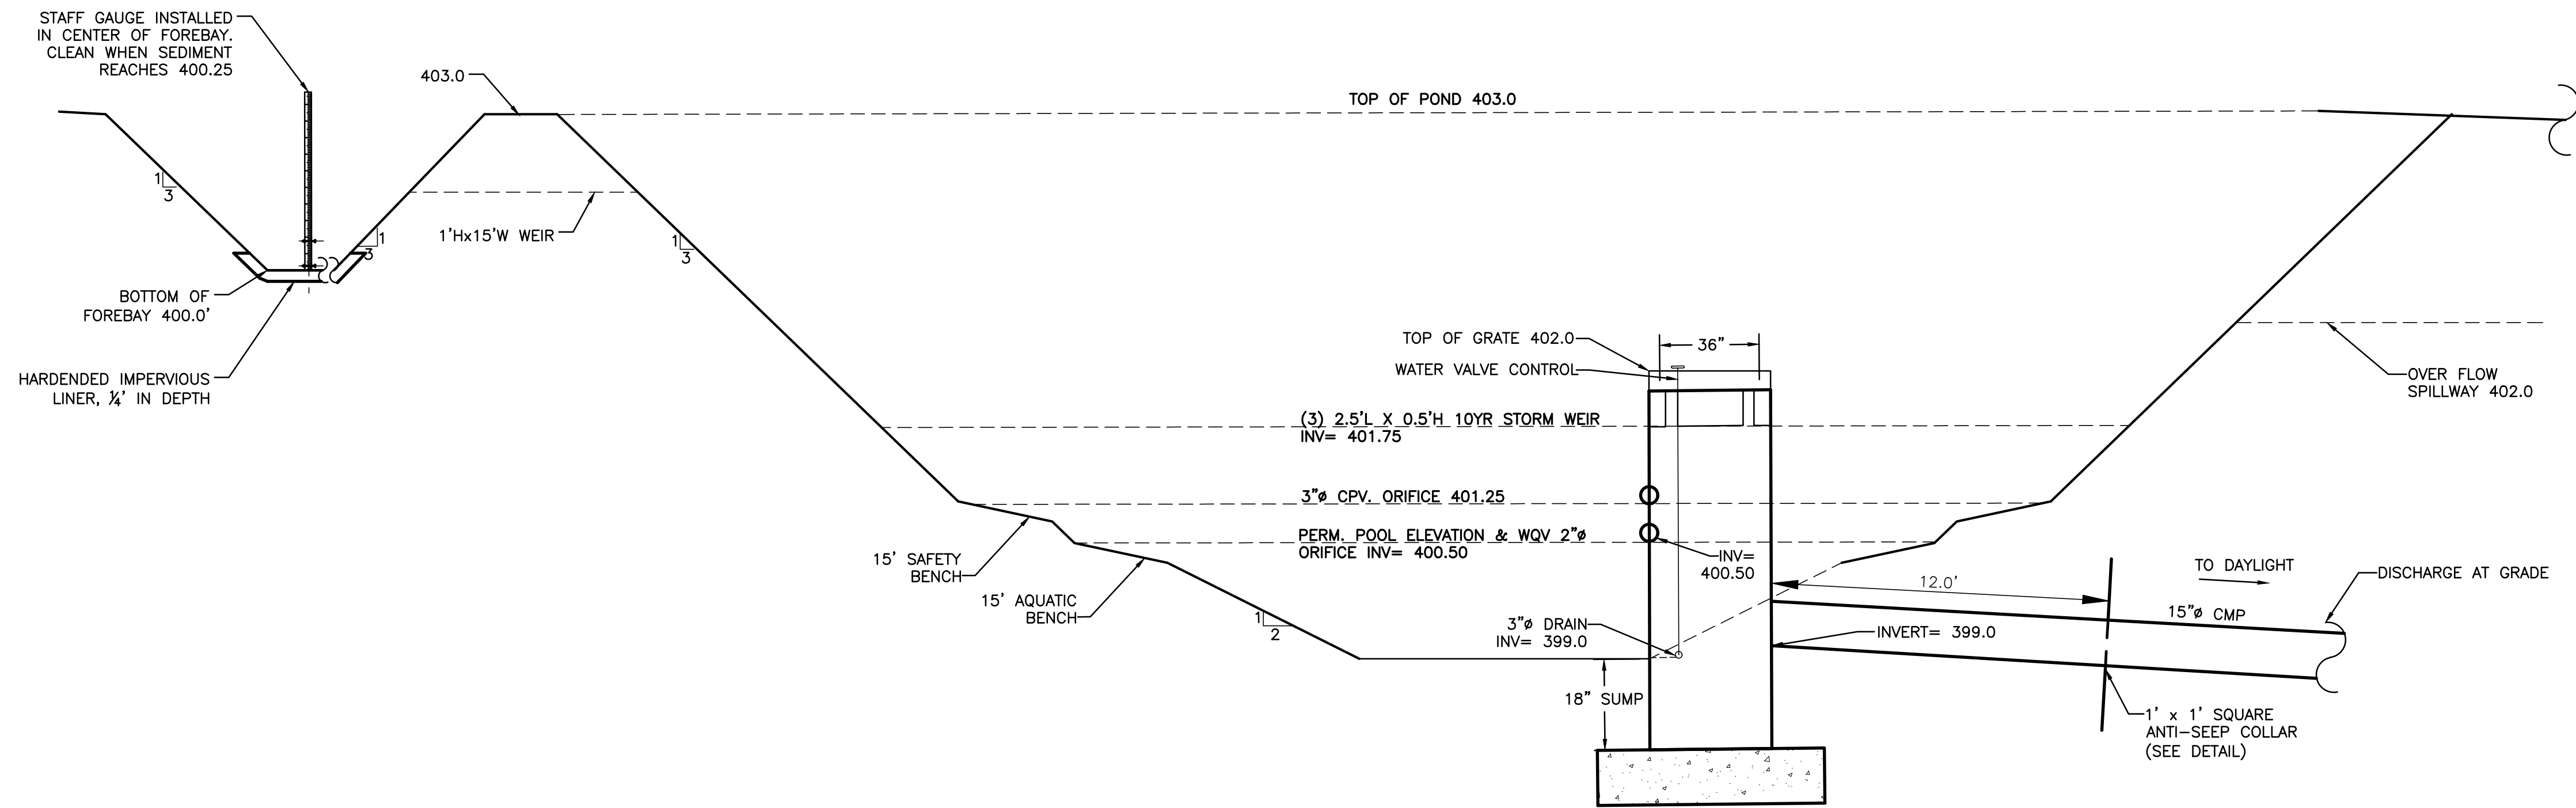 STAFF GAUGE INSTALLED
IN CENTER OF FOREBAY.
CLEAN WHEN SEDIMENT
REACHES 400.25
403.0
TOP OF POND 403.0
1
3
1'Hx15'W WEIR
1
3
1
3
BOTTOM OF
FOREBAY 400.0'
HARDENDED IMPERVIOUS
LINER, ¼' IN DEPTH
TOP OF GRATE 402.0
36"
WATER VALVE CONTROL
OVER FLOW
SPILLWAY 402.0
(3) 2.5'L X 0.5'H 10YR STORM WEIR
INV= 401.75
3"ø CPV. ORIFICE 401.25
PERM. POOL ELEVATION & WQV 2"ø
ORIFICE INV= 400.50
INV=
400.50
15' SAFETY
BENCH
15' AQUATIC
BENCH
1
2
3"ø DRAIN
INV= 399.0
18" SUMP
12.0'
TO DAYLIGHT
DISCHARGE AT GRADE
15"ø CMP
INVERT= 399.0
1' x 1' SQUARE
ANTI-SEEP COLLAR
(SEE DETAIL)